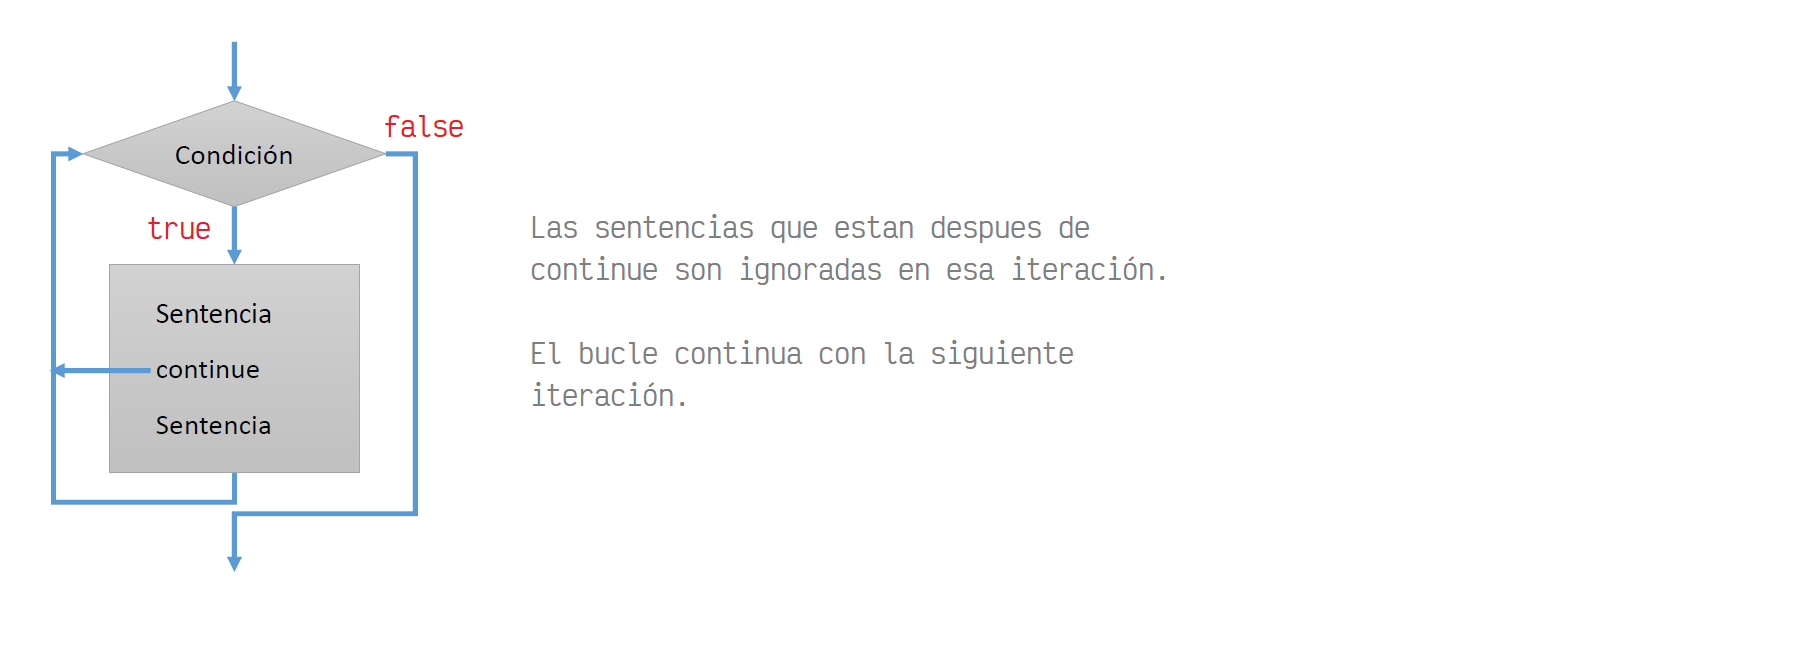 false
Condición
true
Sentencia
continue
Sentencia
Las sentencias que estan despues de
continue son ignoradas en esa iteración.
El bucle continua con la siguiente
iteración.